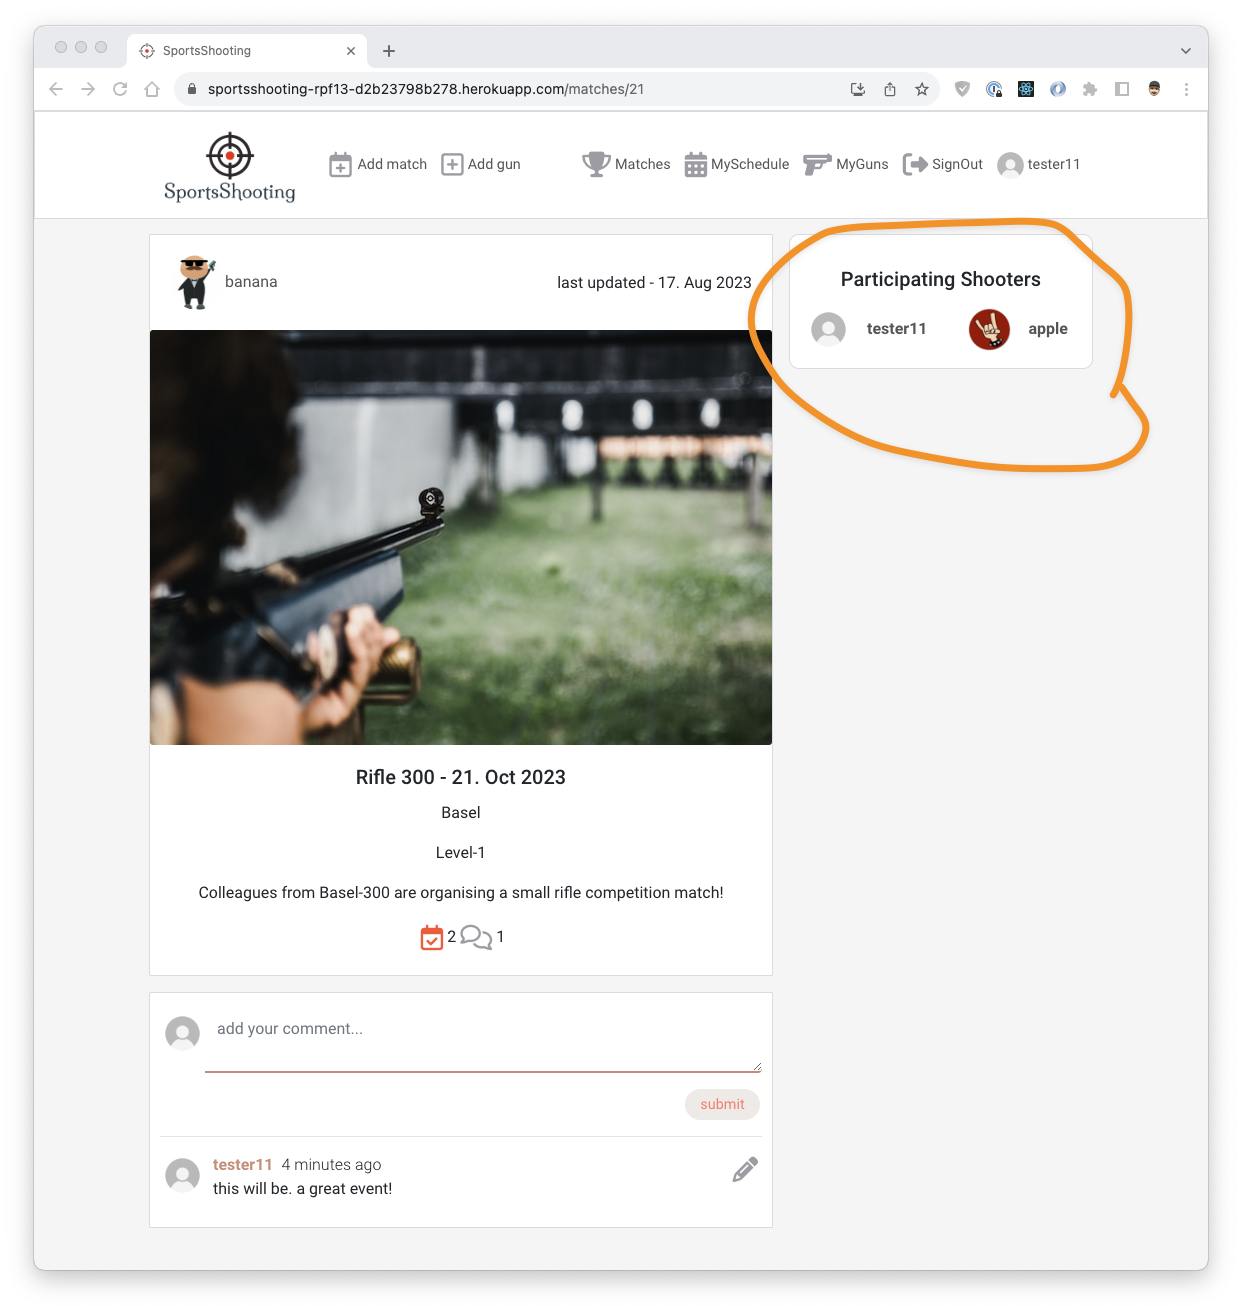 SportsShooting
sportsshooting-rpf13-d2b23798b278.herokuapp.com/matches/21
SportsShooting
Add match
Add gun
Matches
MySchedule
MyGuns
SignOut
tester11
banana
last updated - 17. Aug 2023
Participating Shooters
tester11
apple
Rifle 300 - 21. Oct 2023
Basel
Level-1
Colleagues from Basel-300 are organising a small rifle competition match!
2
1
add your comment...
submit
tester11 4 minutes ago
this will be. a great event!